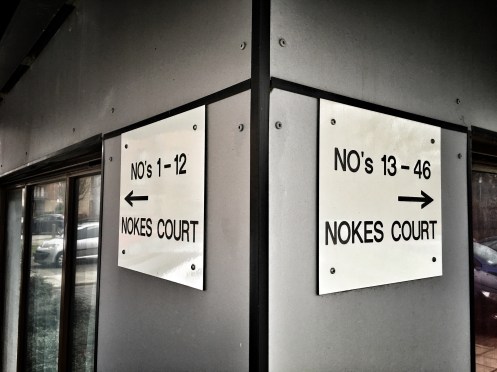 NO's 1-12
←
NOKES COURT
NO's 13-46
→
NOKES COURT